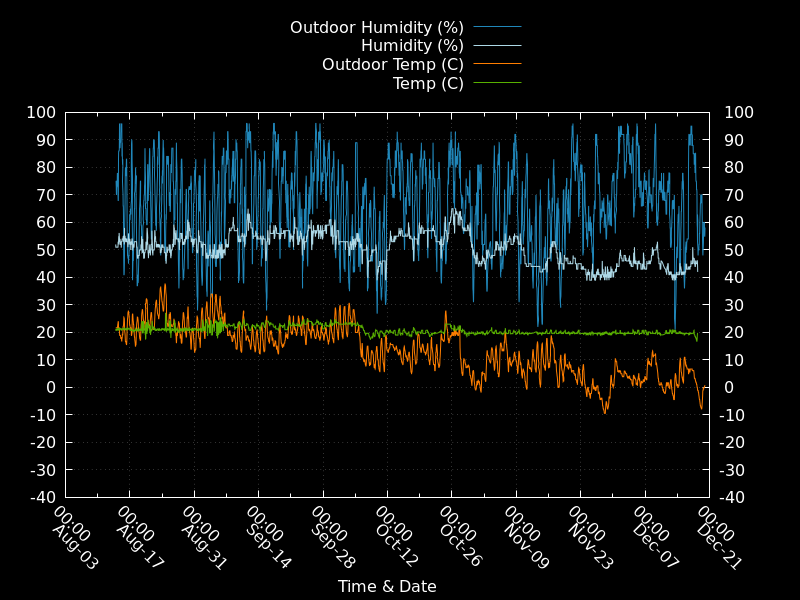 Outdoor Humidity (%)
Humidity (%)
Outdoor Temp (C)
Temp (C)
100 100
90 90
80 80
70 70
60 60
50 50
40 40
30 30
20 20
10 10
0 0
-10 -10
-20 -20
-30 -30
-40 -40
00:00 00:00 00:00 00:00 00:00 00:00 00:00 00:00 00:00 00:00 00:00
Aug-03 Aug-17 Aug-31 Sep-14 Sep-28 Oct-12 Oct-26 Nov-09 Nov-23 Dec-07 Dec-21
Time & Date